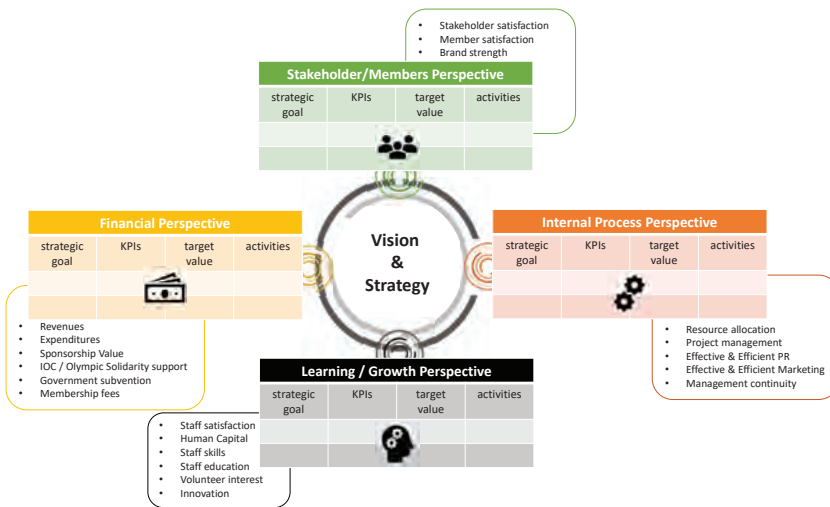 • Stakeholder satisfaction
• Member satisfaction
• Brand strength
Stakeholder/Members Perspective
strategic goal KPIs target value activities
Financial Perspective
strategic goal KPIs target value activities
• Revenues
• Expenditures
• Sponsorship Value
• IOC / Olympic Solidarity support
• Government subvention
• Membership fees
Vision
&
Strategy
Internal Process Perspective
strategic goal KPIs target value activities
• Resource allocation
• Project management
• Effective & Efficient PR
• Effective & Efficient Marketing
• Management continuity
Learning / Growth Perspective
strategic goal KPIs target value activities
• Staff satisfaction
• Human Capital
• Staff skills
• Staff education
• Volunteer interest
• Innovation